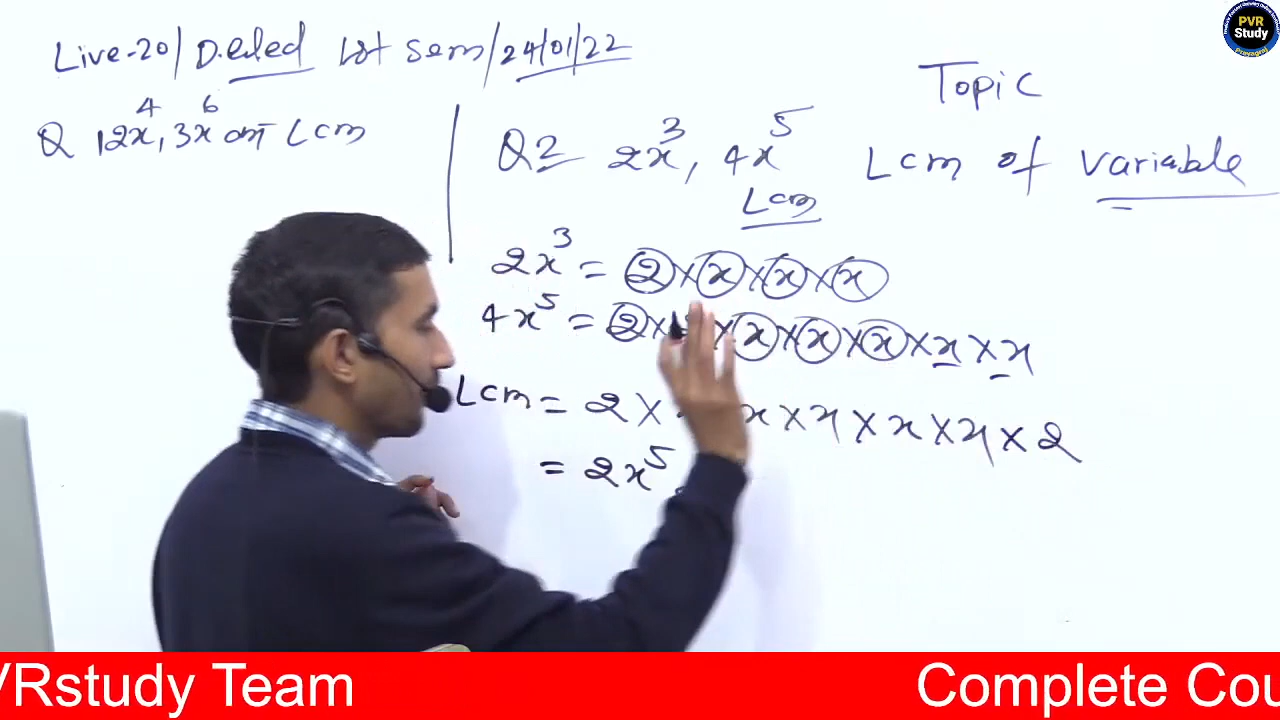 Live-20/ D.eled Ist sem/24/01/22
PVR
Study
Topic
Lcm of variable
Q 12x⁴, 3x⁶ का Lcm
Q2 2x³, 4x⁵
Lcm
2x³ = 2×x×x×x
4x⁵ = 2× ×x×x×x×x×x
Lcm = 2× x×x×x×x×2
= 2x⁵
VRstudy Team
Complete Cou